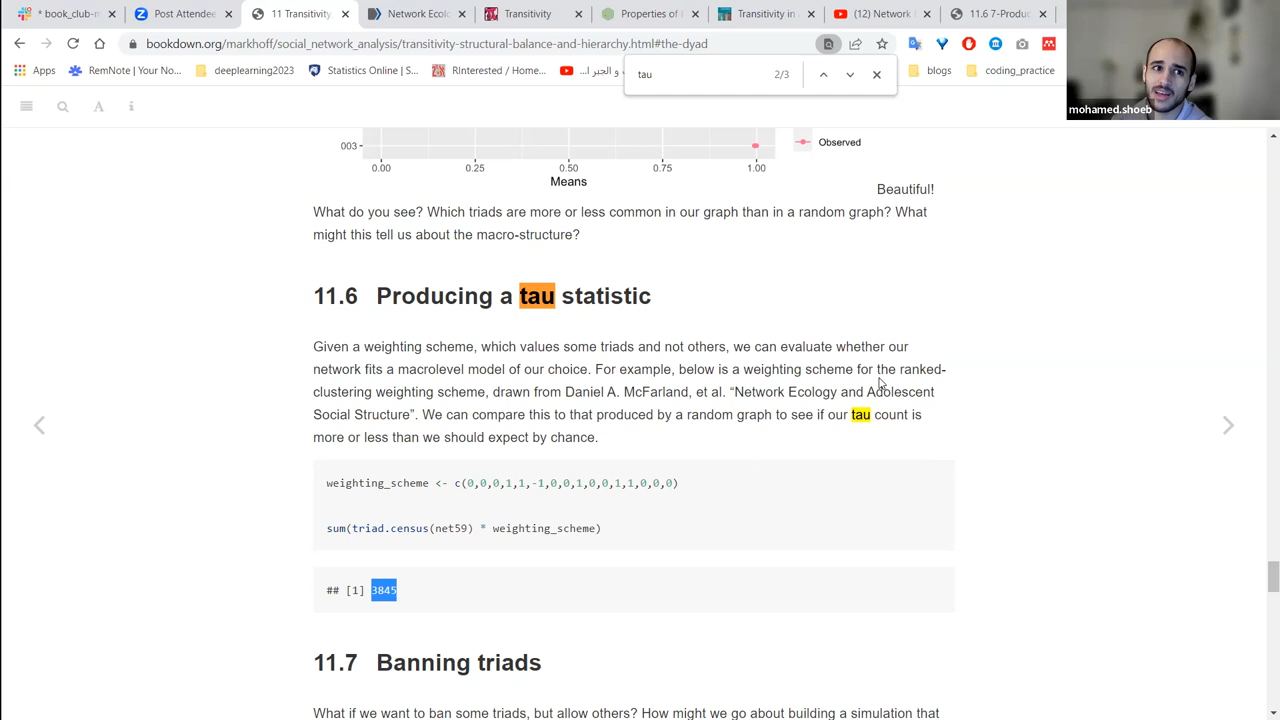 * book_club-m
Post Attendee
11 Transitivity,
Network Ecolo
Transitivity
Properties of N
Transitivity in
(12) Network
11.6 7-Produc
bookdown.org/markhoff/social_network_analysis/transitivity-structural-balance-and-hierarchy.html#the-dyad
tau 2/3
Apps
RemNote | Your No...
deeplearning2023
Statistics Online | S...
Rinterested / Home...
و الجبر ا...
blogs
coding_practice
mohamed.shoeb
003
0.00 0.25 0.50 0.75 1.00
Means
Observed
Beautiful!
What do you see? Which triads are more or less common in our graph than in a random graph? What
might this tell us about the macro-structure?
11.6 Producing a tau statistic
Given a weighting scheme, which values some triads and not others, we can evaluate whether our
network fits a macrolevel model of our choice. For example, below is a weighting scheme for the ranked-
clustering weighting scheme, drawn from Daniel A. McFarland, et al. “Network Ecology and Adolescent
Social Structure”. We can compare this to that produced by a random graph to see if our tau count is
more or less than we should expect by chance.
weighting_scheme <- c(0,0,0,1,1,-1,0,0,1,0,0,1,1,0,0,0)
sum(triad.census(net59) * weighting_scheme)
## [1] 3845
11.7 Banning triads
What if we want to ban some triads, but allow others? How might we go about building a simulation that